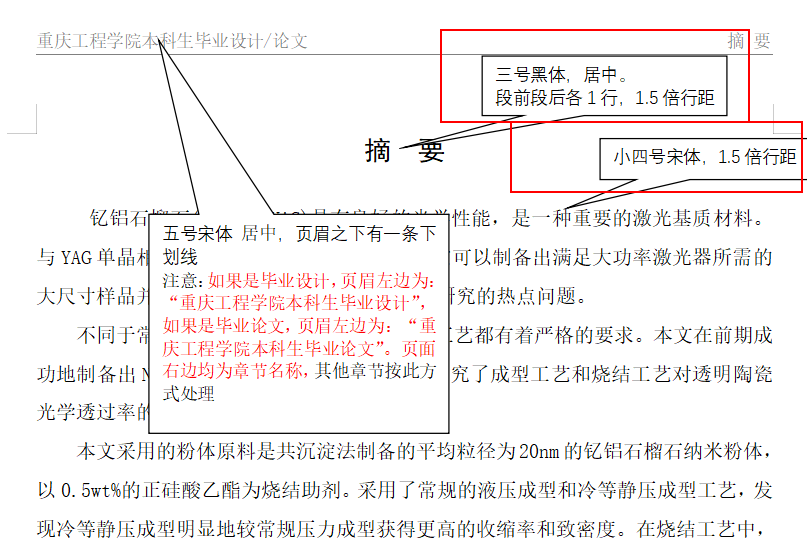 重庆工程学院本科生毕业设计/论文 摘 要
三号黑体，居中。
段前段后各1行，1.5倍行距
摘 要
小四号宋体，1.5倍行距
钇铝石榴石 是有良好的光学性能，是一种重要的激光基质材料。
五号宋体 居中，页眉之下有一条下
划线
注意：如果是毕业设计，页眉左边为：
“重庆工程学院本科生毕业设计”，
如果是毕业论文，页眉左边为：“重
庆工程学院本科生毕业论文”。页面
右边均为章节名称，其他章节按此方
式处理
与YAG单晶相 可以制备出满足大功率激光器所需的
大尺寸样品并 研究的热点问题。
不同于常 工艺都有着严格的要求。本文在前期成
功地制备出N 究了成型工艺和烧结工艺对透明陶瓷
光学透过率的
本文采用的粉体原料是共沉淀法制备的平均粒径为20nm的钇铝石榴石纳米粉体，
以0.5wt%的正硅酸乙酯为烧结助剂。采用了常规的液压成型和冷等静压成型工艺，发
现冷等静压成型明显地较常规压力成型获得更高的收缩率和致密度。在烧结工艺中，